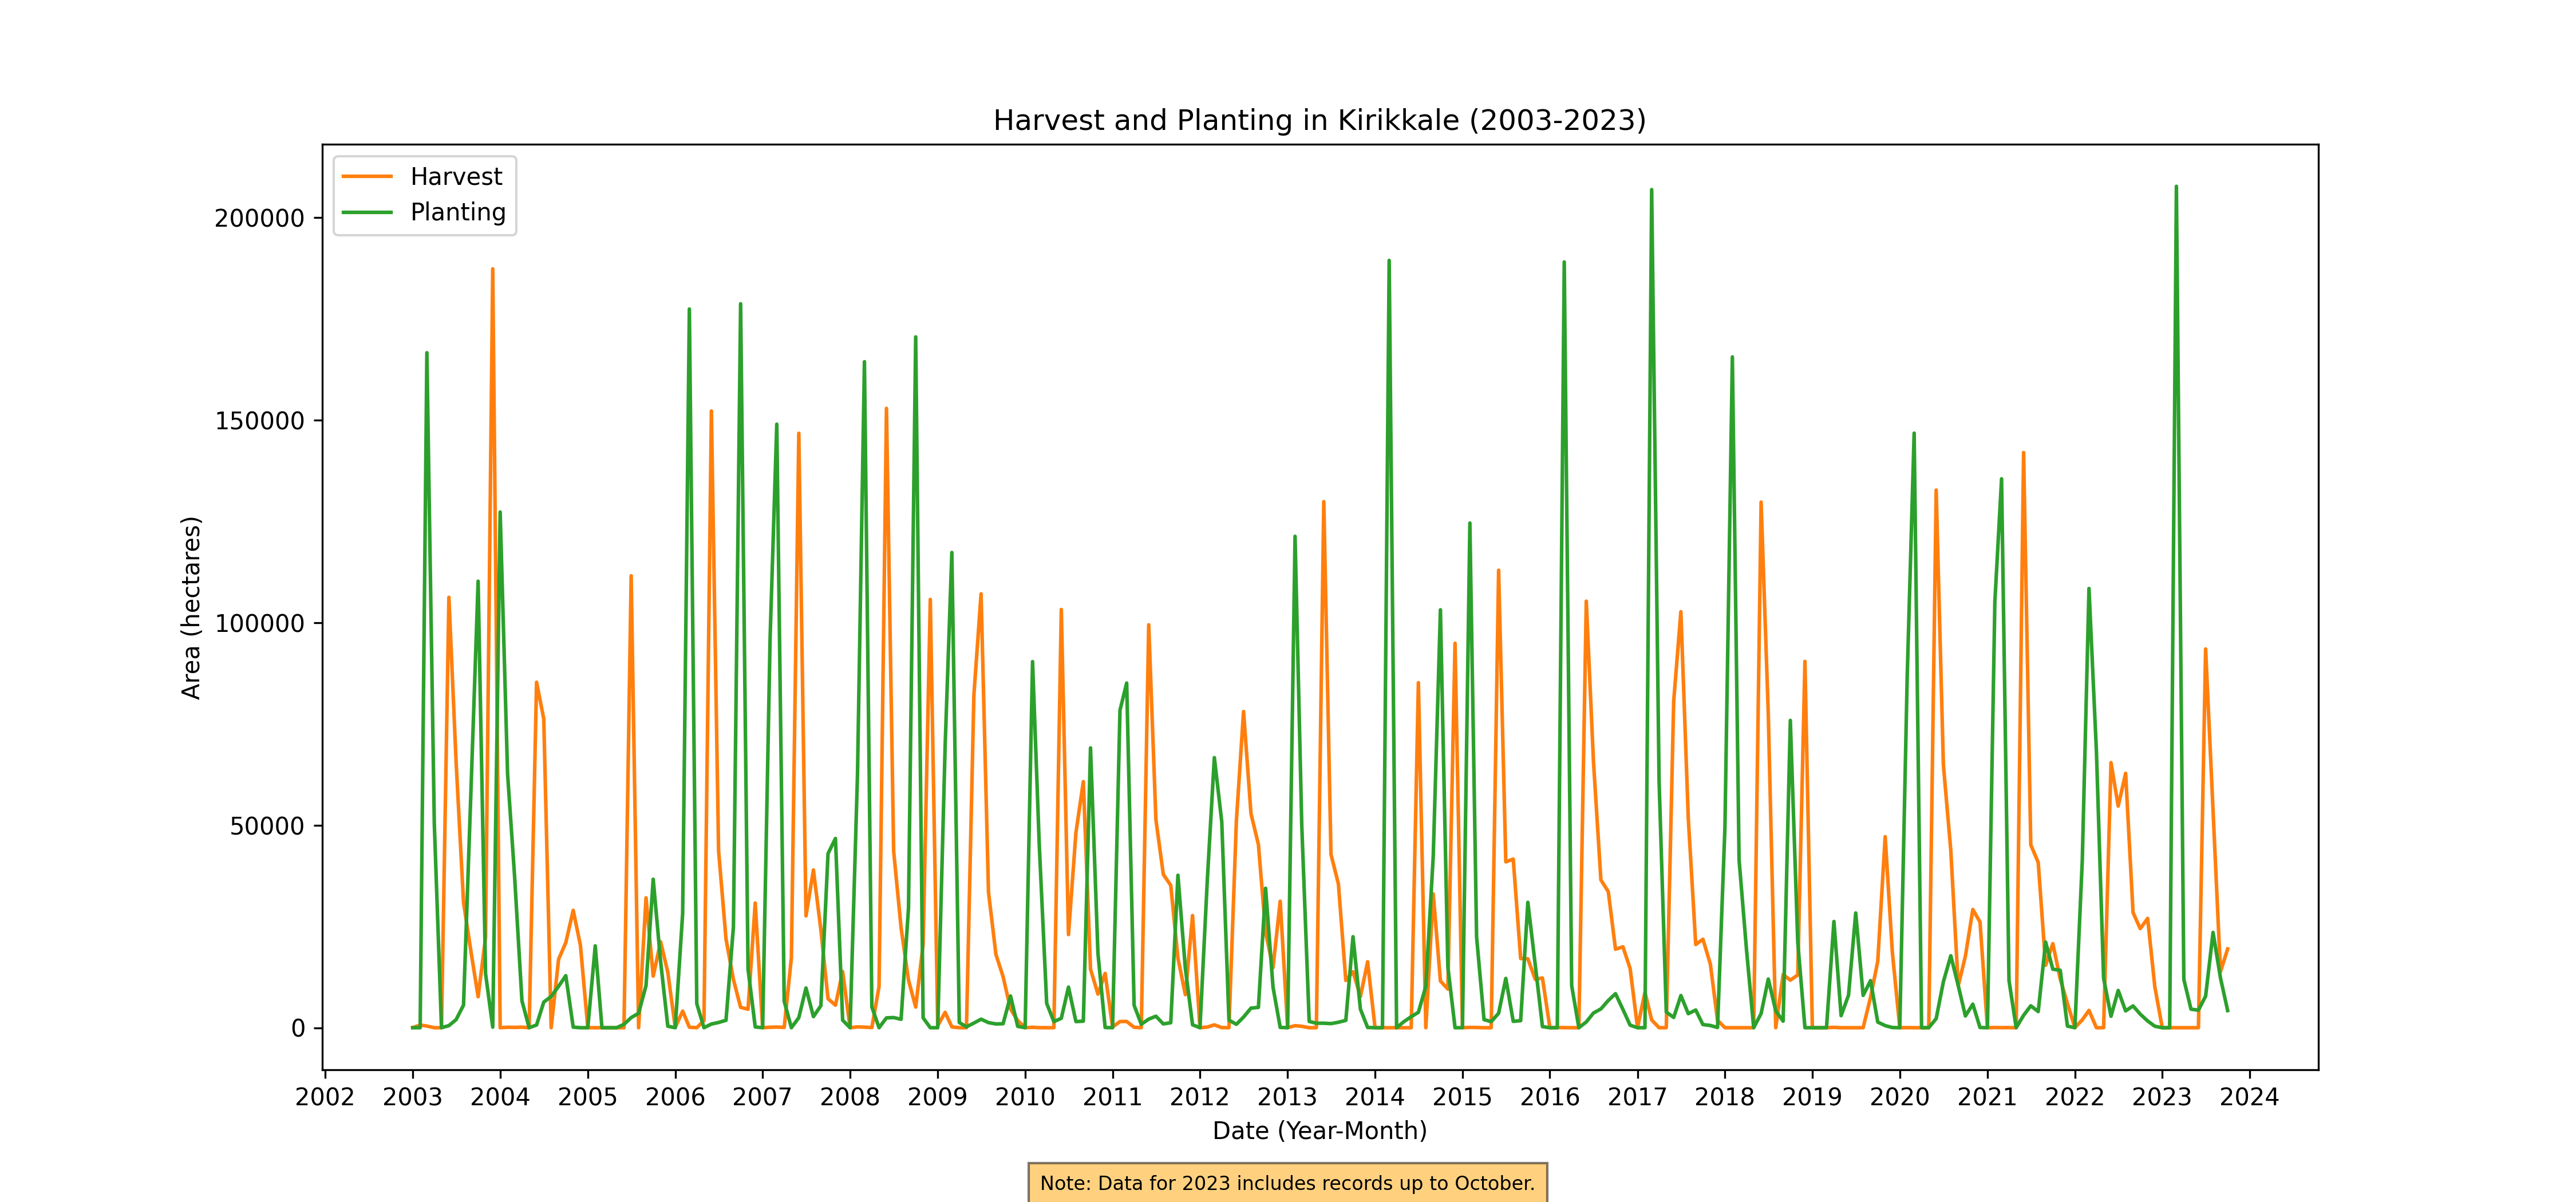 Harvest and Planting in Kirikkale (2003-2023)
Harvest
Planting
200000
150000
100000
50000
0
Area (hectares)
2002 2003 2004 2005 2006 2007 2008 2009 2010 2011 2012 2013 2014 2015 2016 2017 2018 2019 2020 2021 2022 2023 2024
Date (Year-Month)
Note: Data for 2023 includes records up to October.